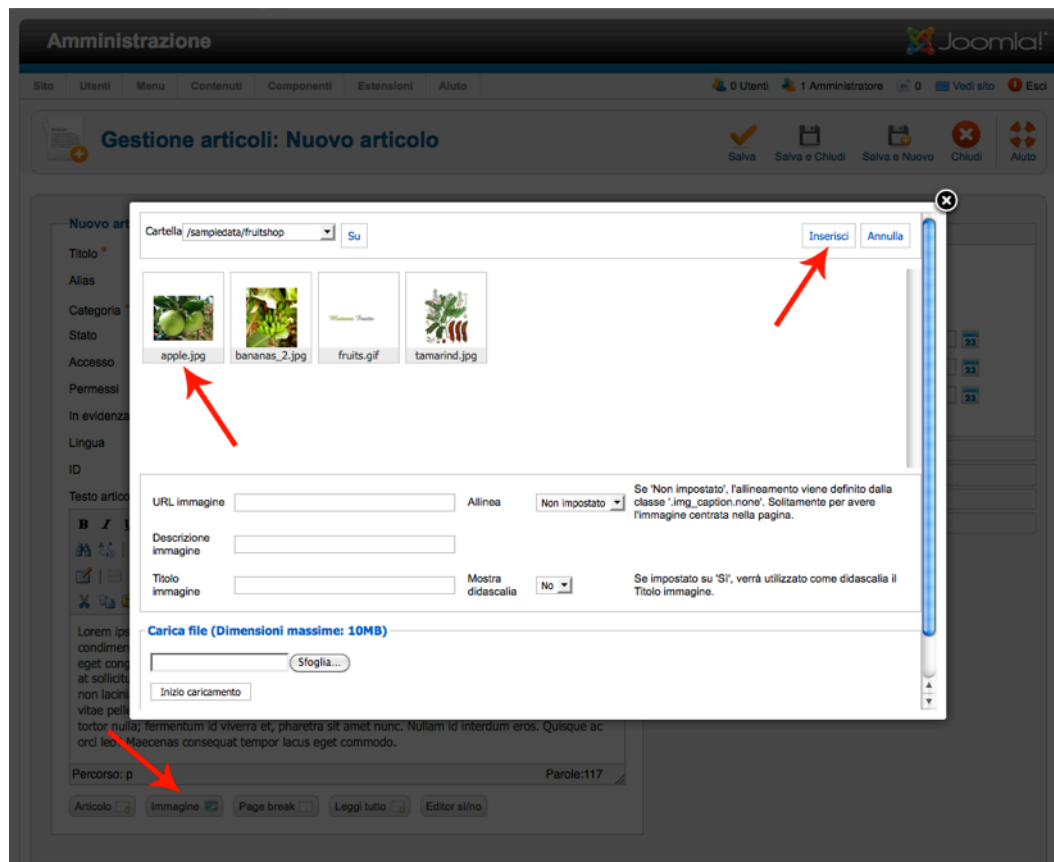 Amministrazione
Joomla!
Sito Utenti Menu Contenuti Componenti Estensioni Aiuto
0 Utenti 1 Amministratore 0 Vedi sito Esci
Gestione articoli: Nuovo articolo
Salva Salva e Chiudi Salva e Nuovo Chiudi Aiuto
Nuovo art
Titolo *
Alias
Categoria *
Stato
Accesso
Permessi
In evidenza
Lingua
ID
Testo artico
B I U
Cartella /sampledata/fruitshop Su
Inserisci Annulla
apple.jpg bananas_2.jpg fruits.gif tamarind.jpg
23
23
23
URL immagine
Allinea Non impostato
Se 'Non impostato', l'allineamento viene definito dalla
classe '.img_caption.none'. Solitamente per avere
l'immagine centrata nella pagina.
Descrizione
immagine
Titolo
immagine
Mostra
didascalia
No
Se impostato su 'Sì', verrà utilizzato come didascalia il
Titolo immagine.
Carica file (Dimensioni massime: 10MB)
Sfoglia...
Inizio caricamento
Lorem ips
condimen
eget cong
at sollicitu
non lacini
vitae pelle
tortor nulla; fermentum id viverra et, pharetra sit amet nunc. Nullam id interdum eros. Quisque ac
orci leo. Maecenas consequat tempor lacus eget commodo.
Percorso: p
Parole:117
Articolo Immagine Page break Leggi tutto Editor si/no